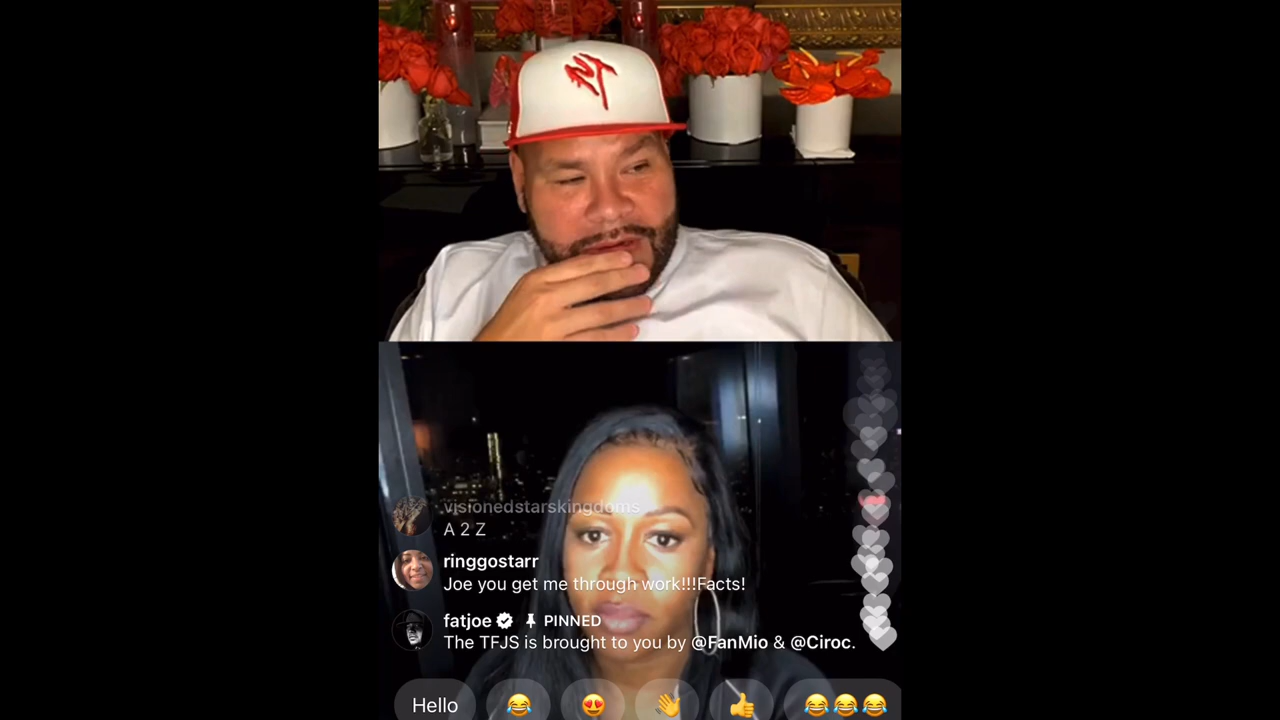 visionedstarskingdoms
A 2 Z
ringgostarr
Joe you get me through work!!!Facts!
fatjoe PINNED
The TFJS is brought to you by @FanMio & @Ciroc.
Hello